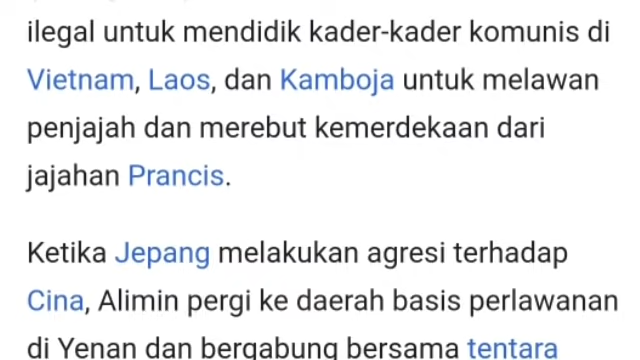 ilegal untuk mendidik kader-kader komunis di
Vietnam, Laos, dan Kamboja untuk melawan
penjajah dan merebut kemerdekaan dari
jajahan Prancis.
Ketika Jepang melakukan agresi terhadap
Cina, Alimin pergi ke daerah basis perlawanan
di Yenan dan bergabung bersama tentara